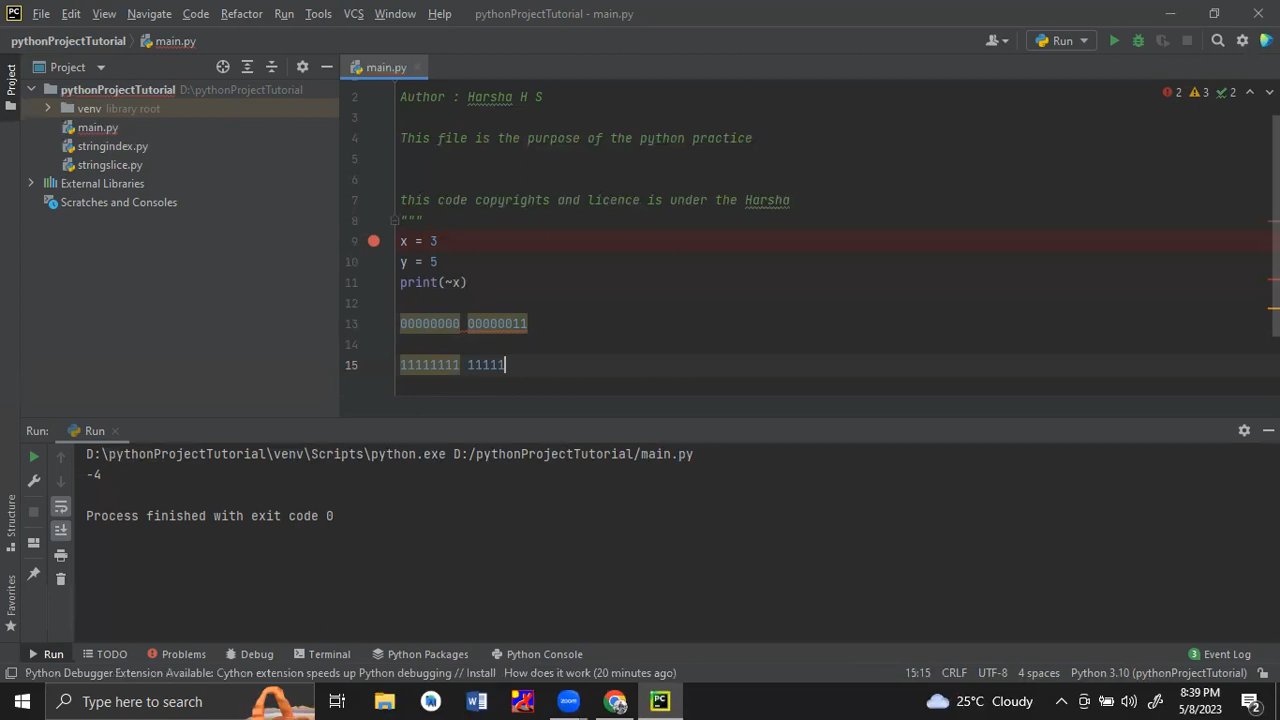 File Edit View Navigate Code Refactor Run Tools VCS Window Help pythonProjectTutorial - main.py
pythonProjectTutorial main.py Run
Project main.py
Project
pythonProjectTutorial D:\pythonProjectTutorial
venv library root
main.py
stringindex.py
stringslice.py
External Libraries
Scratches and Consoles
2 3 2
2 Author : Harsha H S
3
4 This file is the purpose of the python practice
5
6
7 this code copyrights and licence is under the Harsha
8 """
9 x = 3
10 y = 5
11 print(~x)
12
13 00000000 00000011
14
15 11111111 11111
Run: Run
D:\pythonProjectTutorial\venv\Scripts\python.exe D:/pythonProjectTutorial/main.py
-4
Process finished with exit code 0
Structure
Favorites
Run TODO Problems Debug Terminal Python Packages Python Console 3 Event Log
Python Debugger Extension Available: Cython extension speeds up Python debugging // Install How does it work (20 minutes ago) 15:15 CRLF UTF-8 4 spaces Python 3.10 (pythonProjectTutorial)
Type here to search zoom PC 25°C Cloudy 8:39 PM
5/8/2023 2